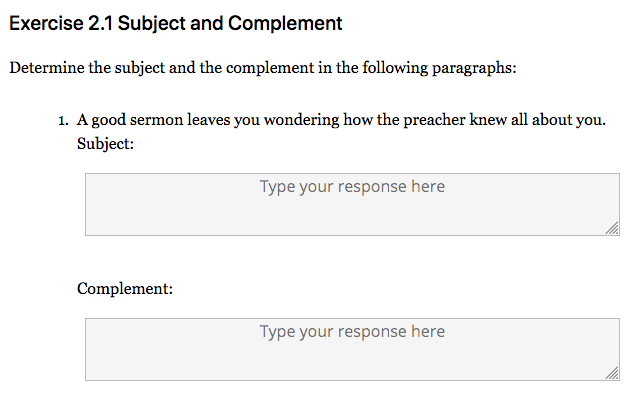 Exercise 2.1 Subject and Complement
Determine the subject and the complement in the following paragraphs:
1. A good sermon leaves you wondering how the preacher knew all about you.
Subject:
Type your response here
Complement:
Type your response here